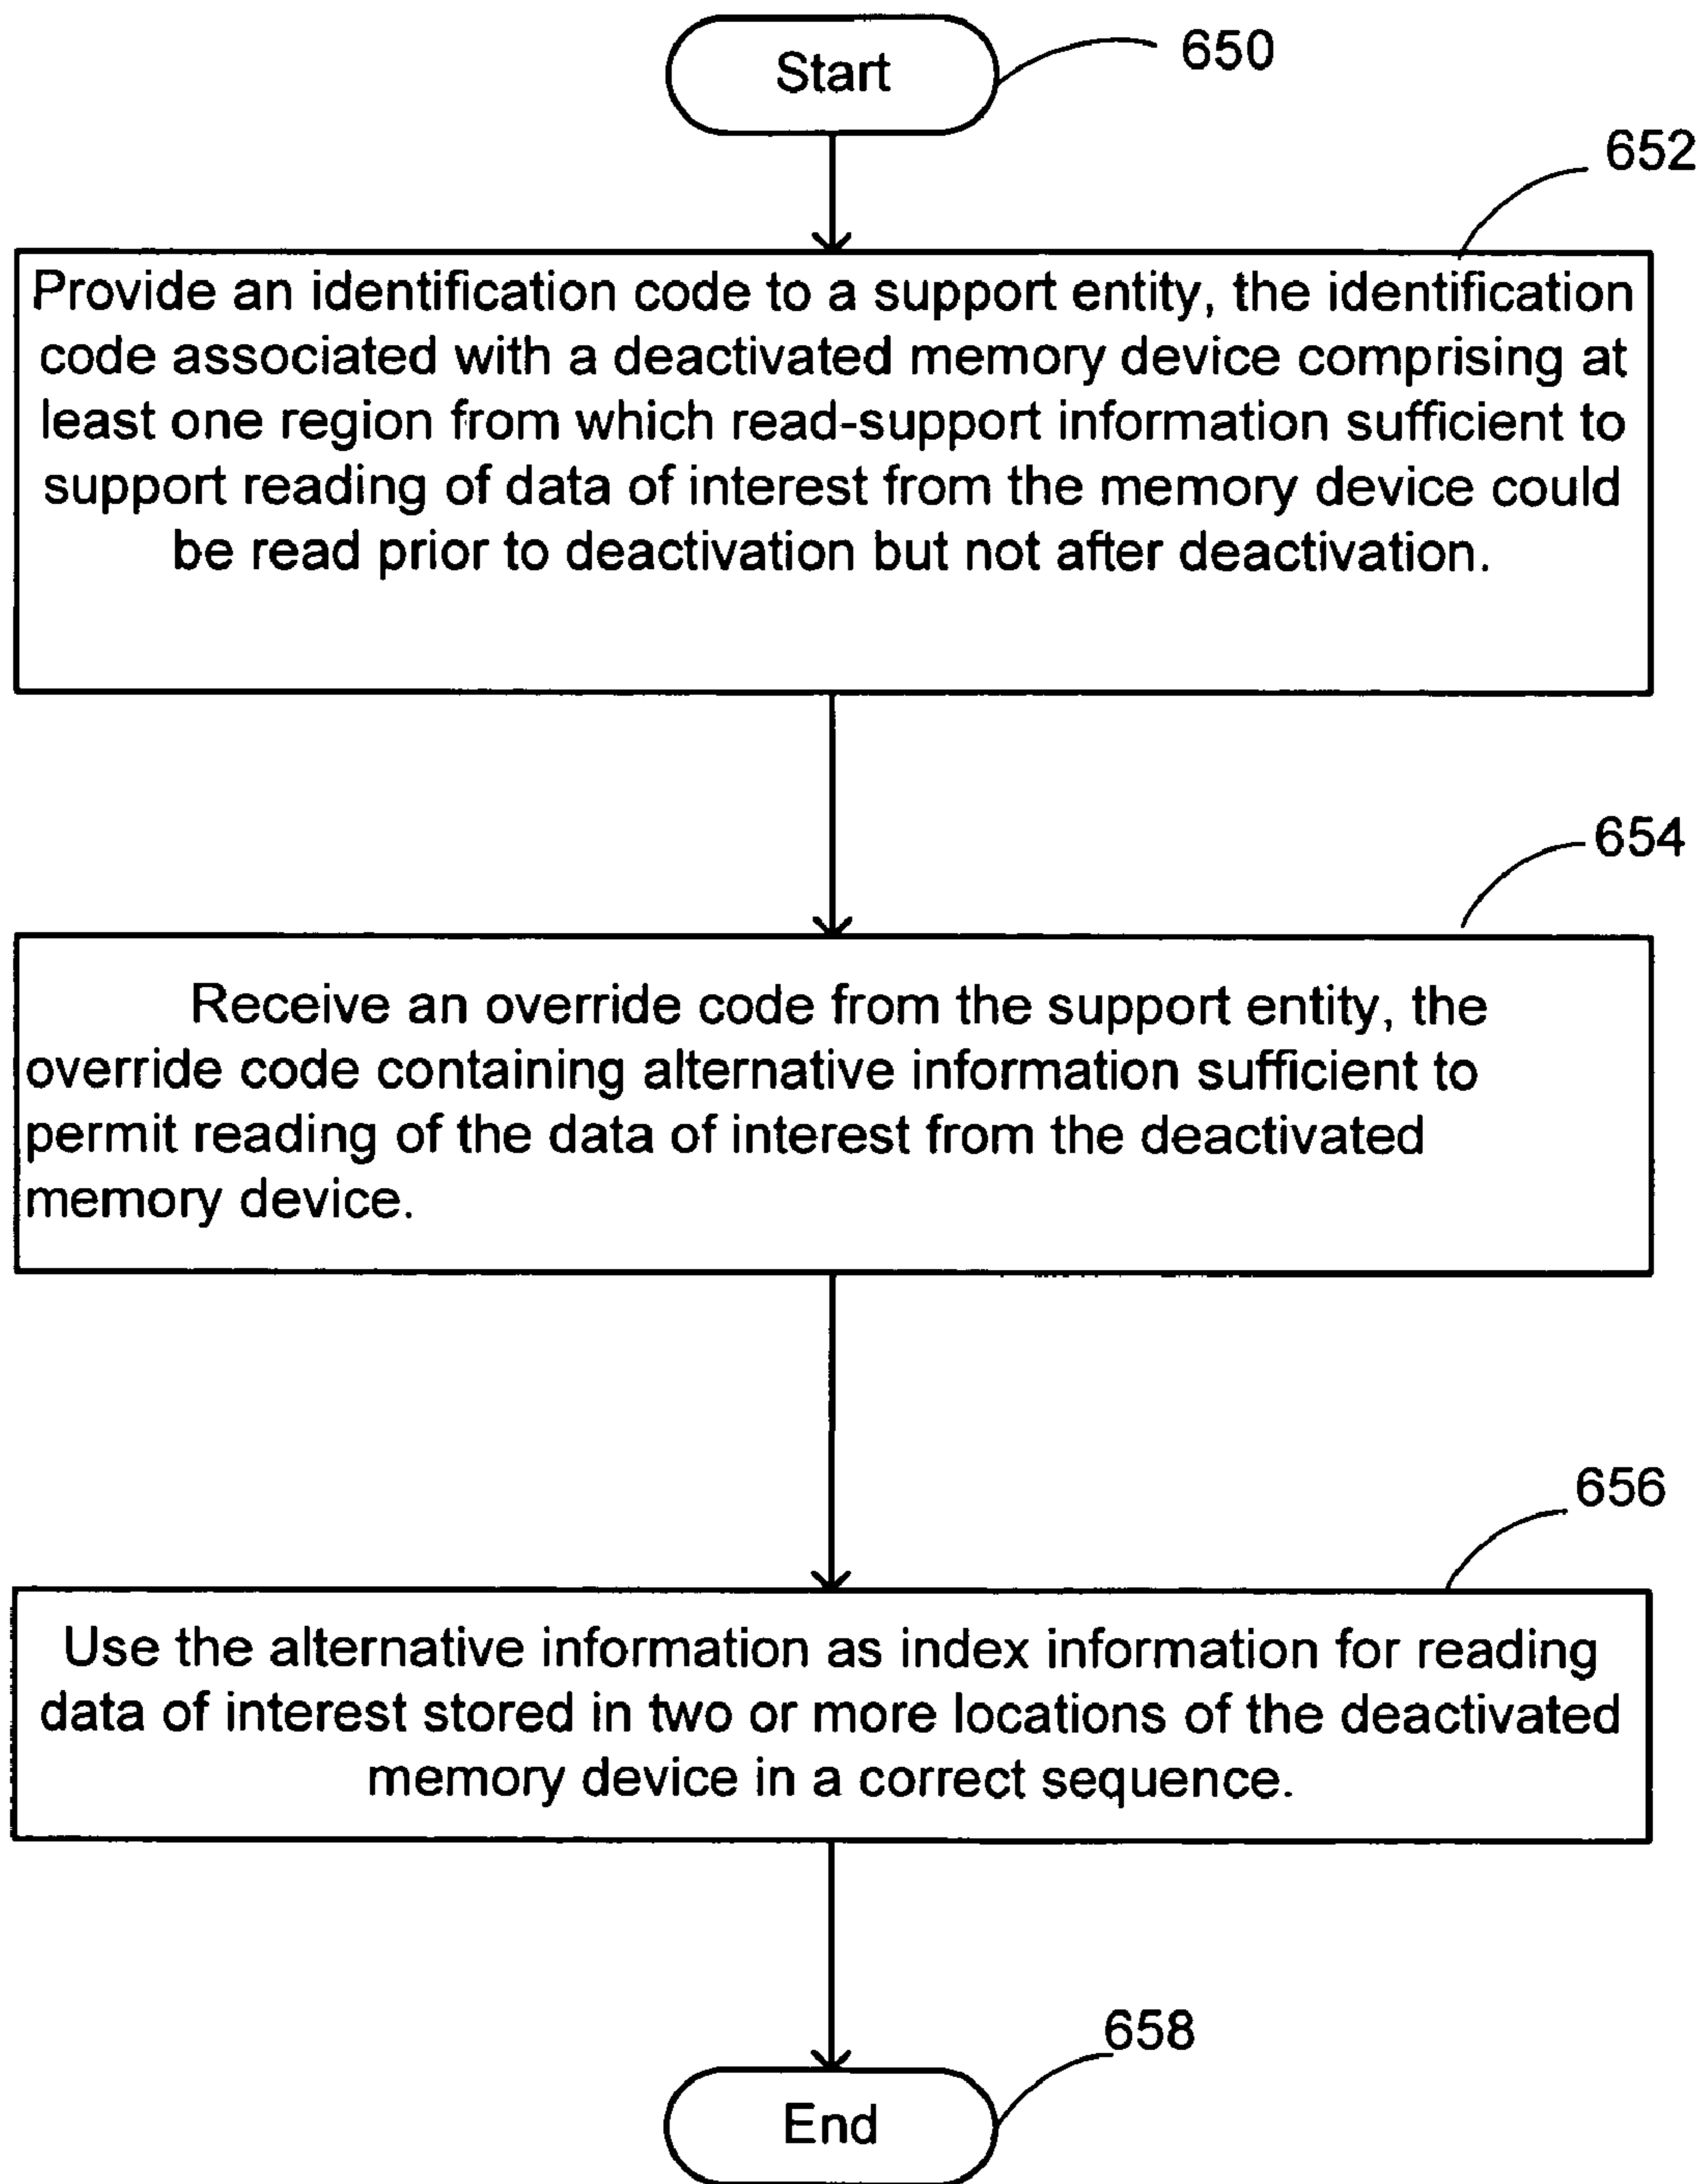 Start
650
652
Provide an identification code to a support entity, the identification
code associated with a deactivated memory device comprising at
least one region from which read-support information sufficient to
support reading of data of interest from the memory device could
be read prior to deactivation but not after deactivation.
654
Receive an override code from the support entity, the
override code containing alternative information sufficient to
permit reading of the data of interest from the deactivated
memory device.
656
Use the alternative information as index information for reading
data of interest stored in two or more locations of the deactivated
memory device in a correct sequence.
658
End